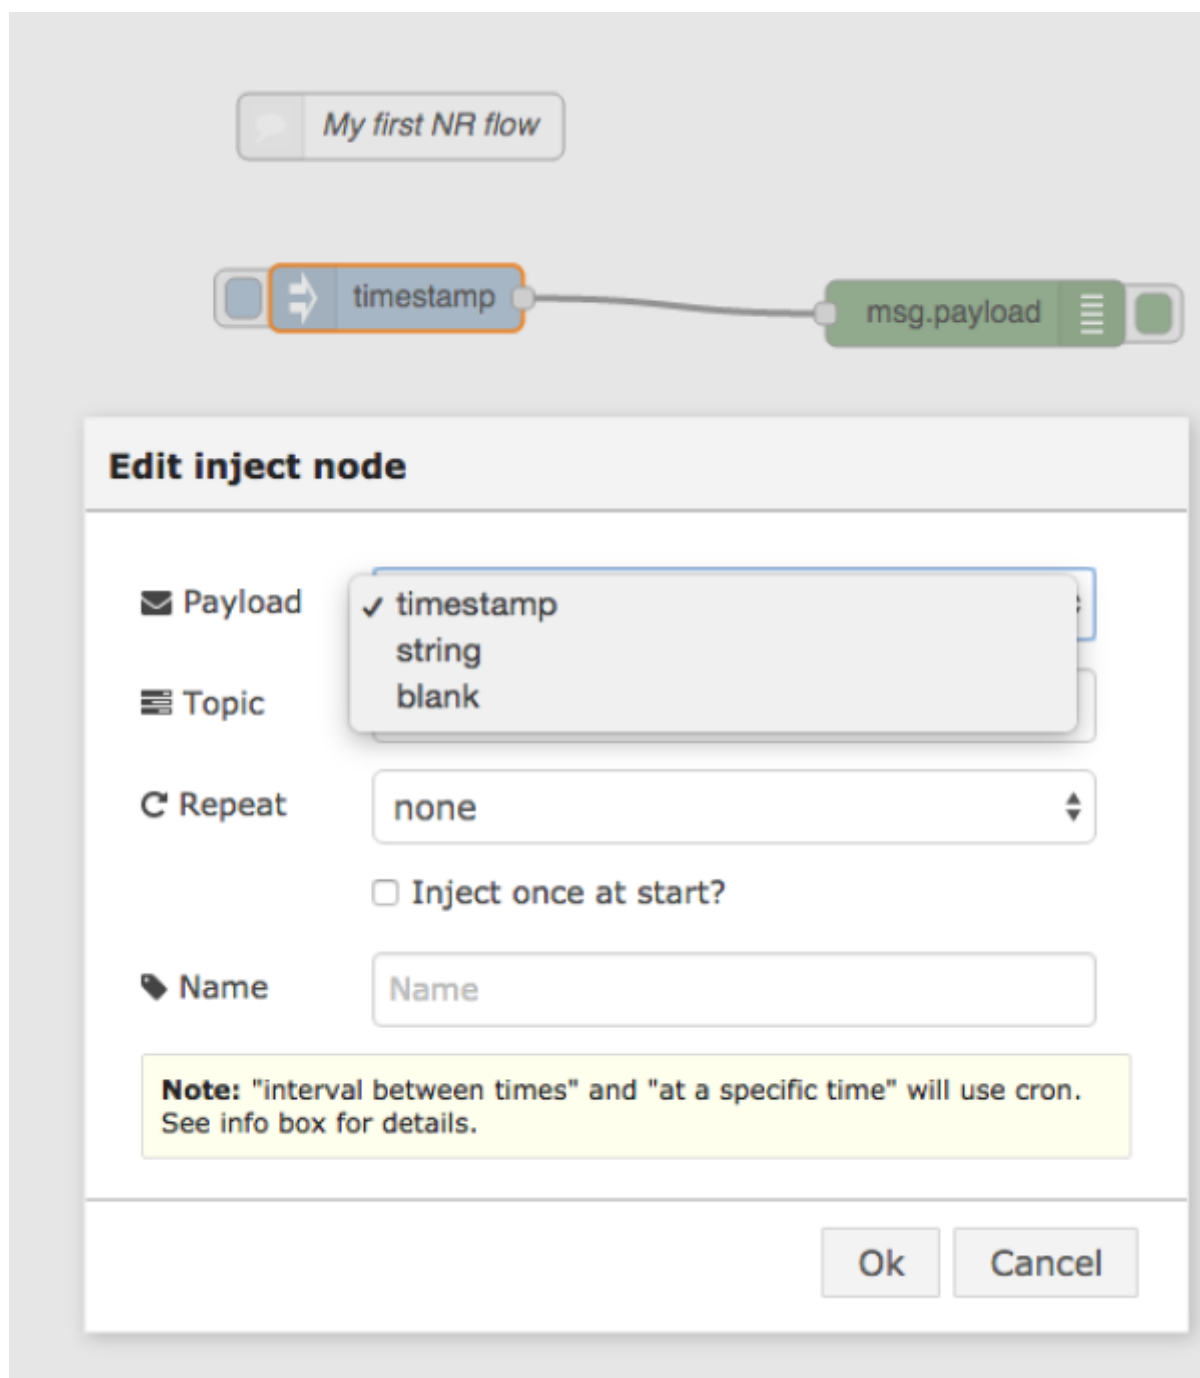 My first NR flow
timestamp
msg.payload
Edit inject node
Payload
timestamp
string
blank
Topic
Repeat
none
Inject once at start?
Name
Name
Note: "interval between times" and "at a specific time" will use cron.
See info box for details.
Ok
Cancel